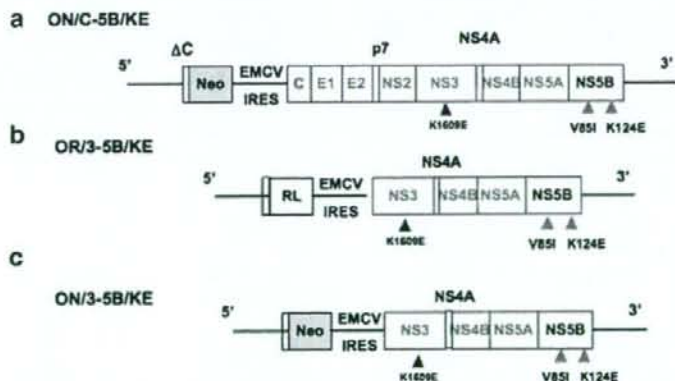 a ON/C-5B/KE
ΔC p7 NS4A
5' EMCV 3'
Neo C E1 E2 NS2 NS3 NS4B NS5A NS5B
IRES
K1609E V85I K124E
b OR/3-5B/KE
NS4A
5' EMCV 3'
RL NS3 NS4B NS5A NS5B
IRES
K1609E V85I K124E
c ON/3-5B/KE
NS4A
5' EMCV 3'
Neo NS3 NS4B NS5A NS5B
IRES
K1609E V85I K124E